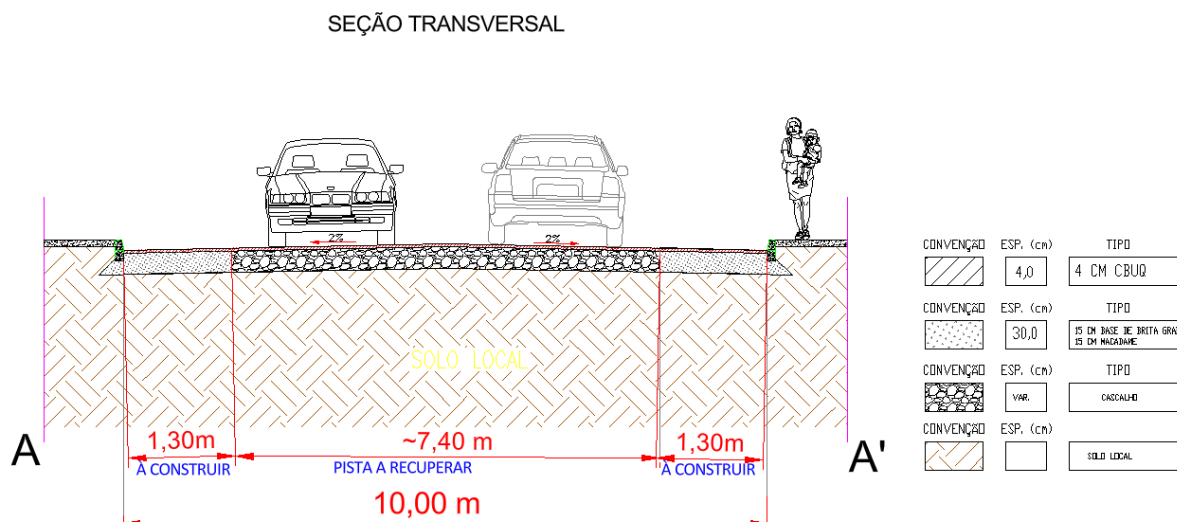 SEÇÃO TRANSVERSAL
2% 2%
CONVENÇÃO ESP. (cm) TIPO
4,0 4 CM CBUQ
CONVENÇÃO ESP. (cm) TIPO
30,0 15 CM BASE DE BRITA GRA
15 CM MACADAME
CONVENÇÃO ESP. (cm) TIPO
VAR. CASCALHO
CONVENÇÃO ESP. (cm) TIPO
SOLO LOCAL
SOLO LOCAL
A 1,30m ~7,40 m 1,30m A'
A CONSTRUIR PISTA A RECUPERAR A CONSTRUIR
10,00 m